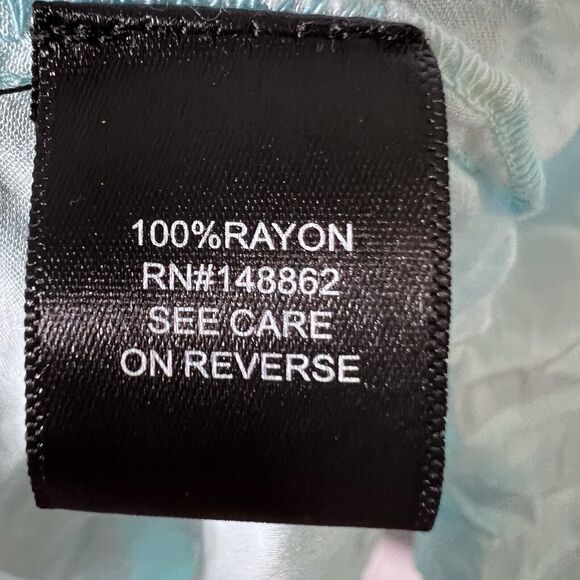 100%RAYON
RN#148862
SEE CARE
ON REVERSE